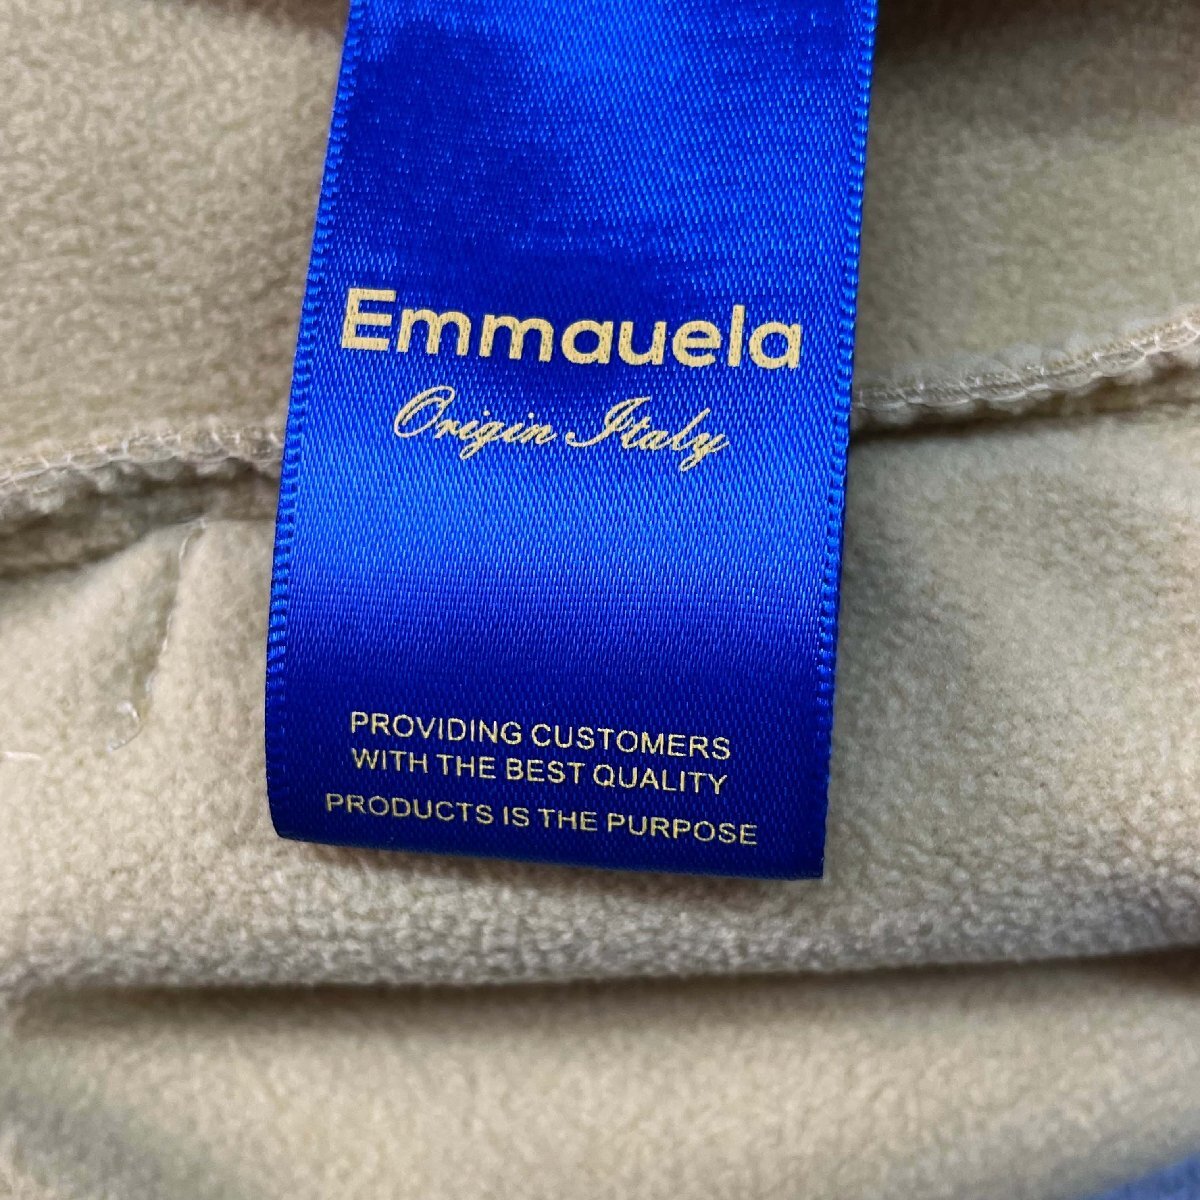 Emmauela
Origin Italy
PROVIDING CUSTOMERS
WITH THE BEST QUALITY
PRODUCTS IS THE PURPOSE